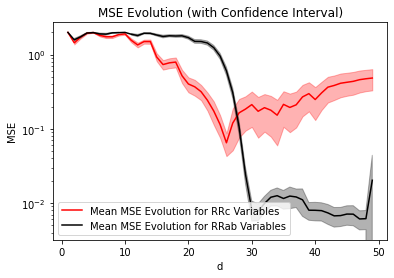 MSE Evolution (with Confidence Interval)
10⁰
10⁻¹
10⁻²
MSE
Mean MSE Evolution for RRc Variables
Mean MSE Evolution for RRab Variables
0 10 20 30 40 50
d